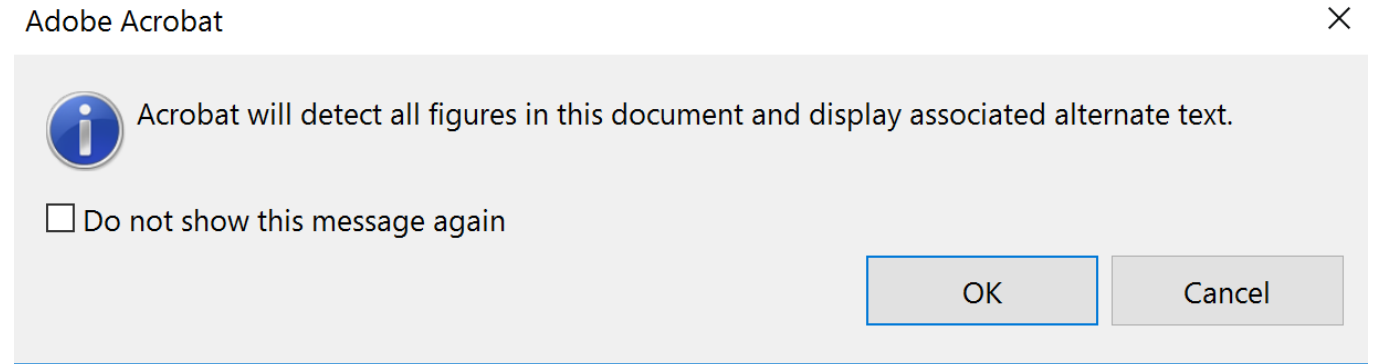 Adobe Acrobat
Acrobat will detect all figures in this document and display associated alternate text.
Do not show this message again
OK Cancel